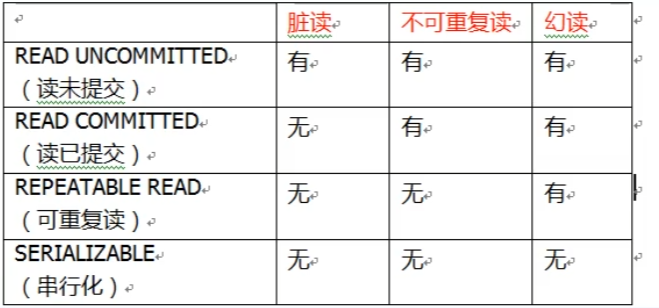 脏读 不可重复读 幻读
READ UNCOMMITTED 有 有 有
（读未提交）
READ COMMITTED 无 有 有
（读已提交）
REPEATABLE READ 无 无 有
（可重复读）
SERIALIZABLE 无 无 无
（串行化）